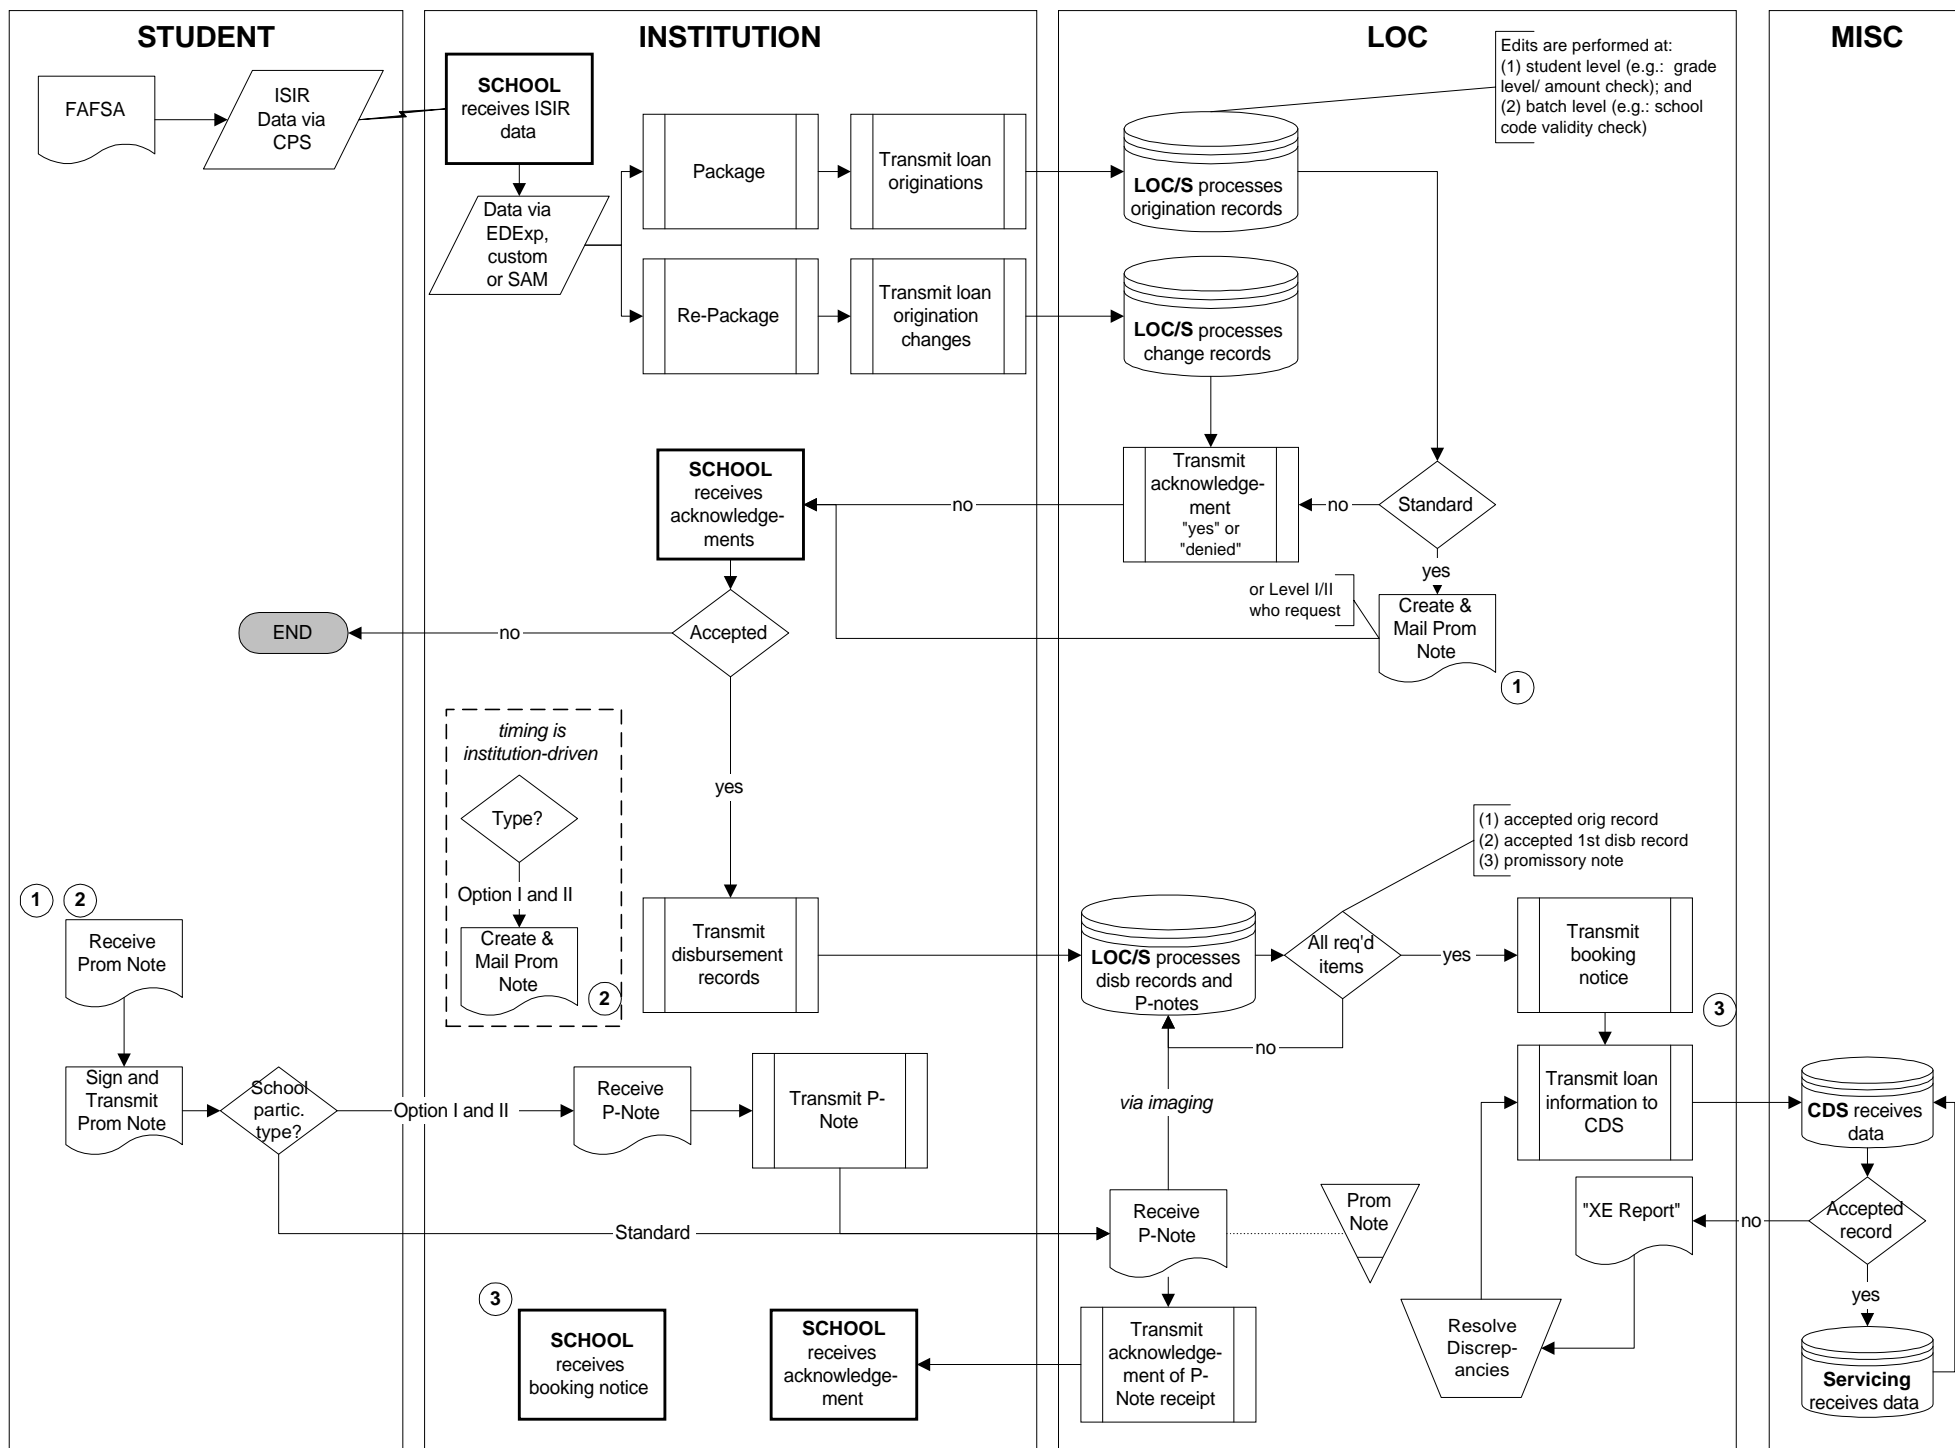 STUDENT
INSTITUTION
LOC
MISC
FAFSA
ISIR
Data via
CPS
SCHOOL
receives ISIR
data
Data via
EDExp,
custom
or SAM
Package
Transmit loan
originations
LOC/S processes
origination records
Edits are performed at:
(1) student level (e.g.: grade
level/ amount check); and
(2) batch level (e.g.: school
code validity check)
Re-Package
Transmit loan
origination
changes
LOC/S processes
change records
SCHOOL
receives
acknowledge-
ments
no
Transmit
acknowledge-
ment
"yes" or
"denied"
no
Standard
yes
or Level I/II
who request
Create &
Mail Prom
Note
1
END
no
Accepted
yes
timing is
institution-driven
Type?
Option I and II
Create &
Mail Prom
Note
2
Transmit
disbursement
records
LOC/S processes
disb records and
P-notes
All req'd
items
(1) accepted orig record
(2) accepted 1st disb record
(3) promissory note
yes
no
Transmit
booking
notice
3
1
2
Receive
Prom Note
Sign and
Transmit
Prom Note
School
partic.
type?
Option I and II
Receive
P-Note
Transmit P-
Note
Standard
via imaging
Receive
P-Note
Prom
Note
Transmit loan
information to
CDS
CDS receives
data
"XE Report"
no
Accepted
record
yes
3
SCHOOL
receives
booking notice
SCHOOL
receives
acknowledge-
ment
Transmit
acknowledge-
ment of P-
Note receipt
Resolve
Discrep-
ancies
Servicing
receives data